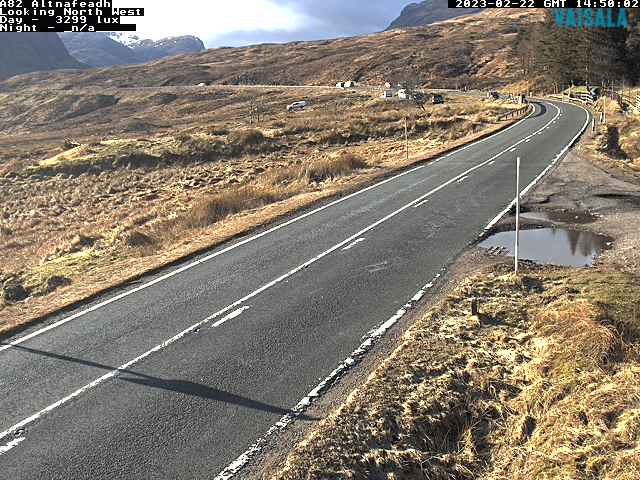 A82 Altnafeadh
Looking North West
Day - 3299 lux
Night - n/a
2023-02-22 GMT 14:50:02
VAISALA